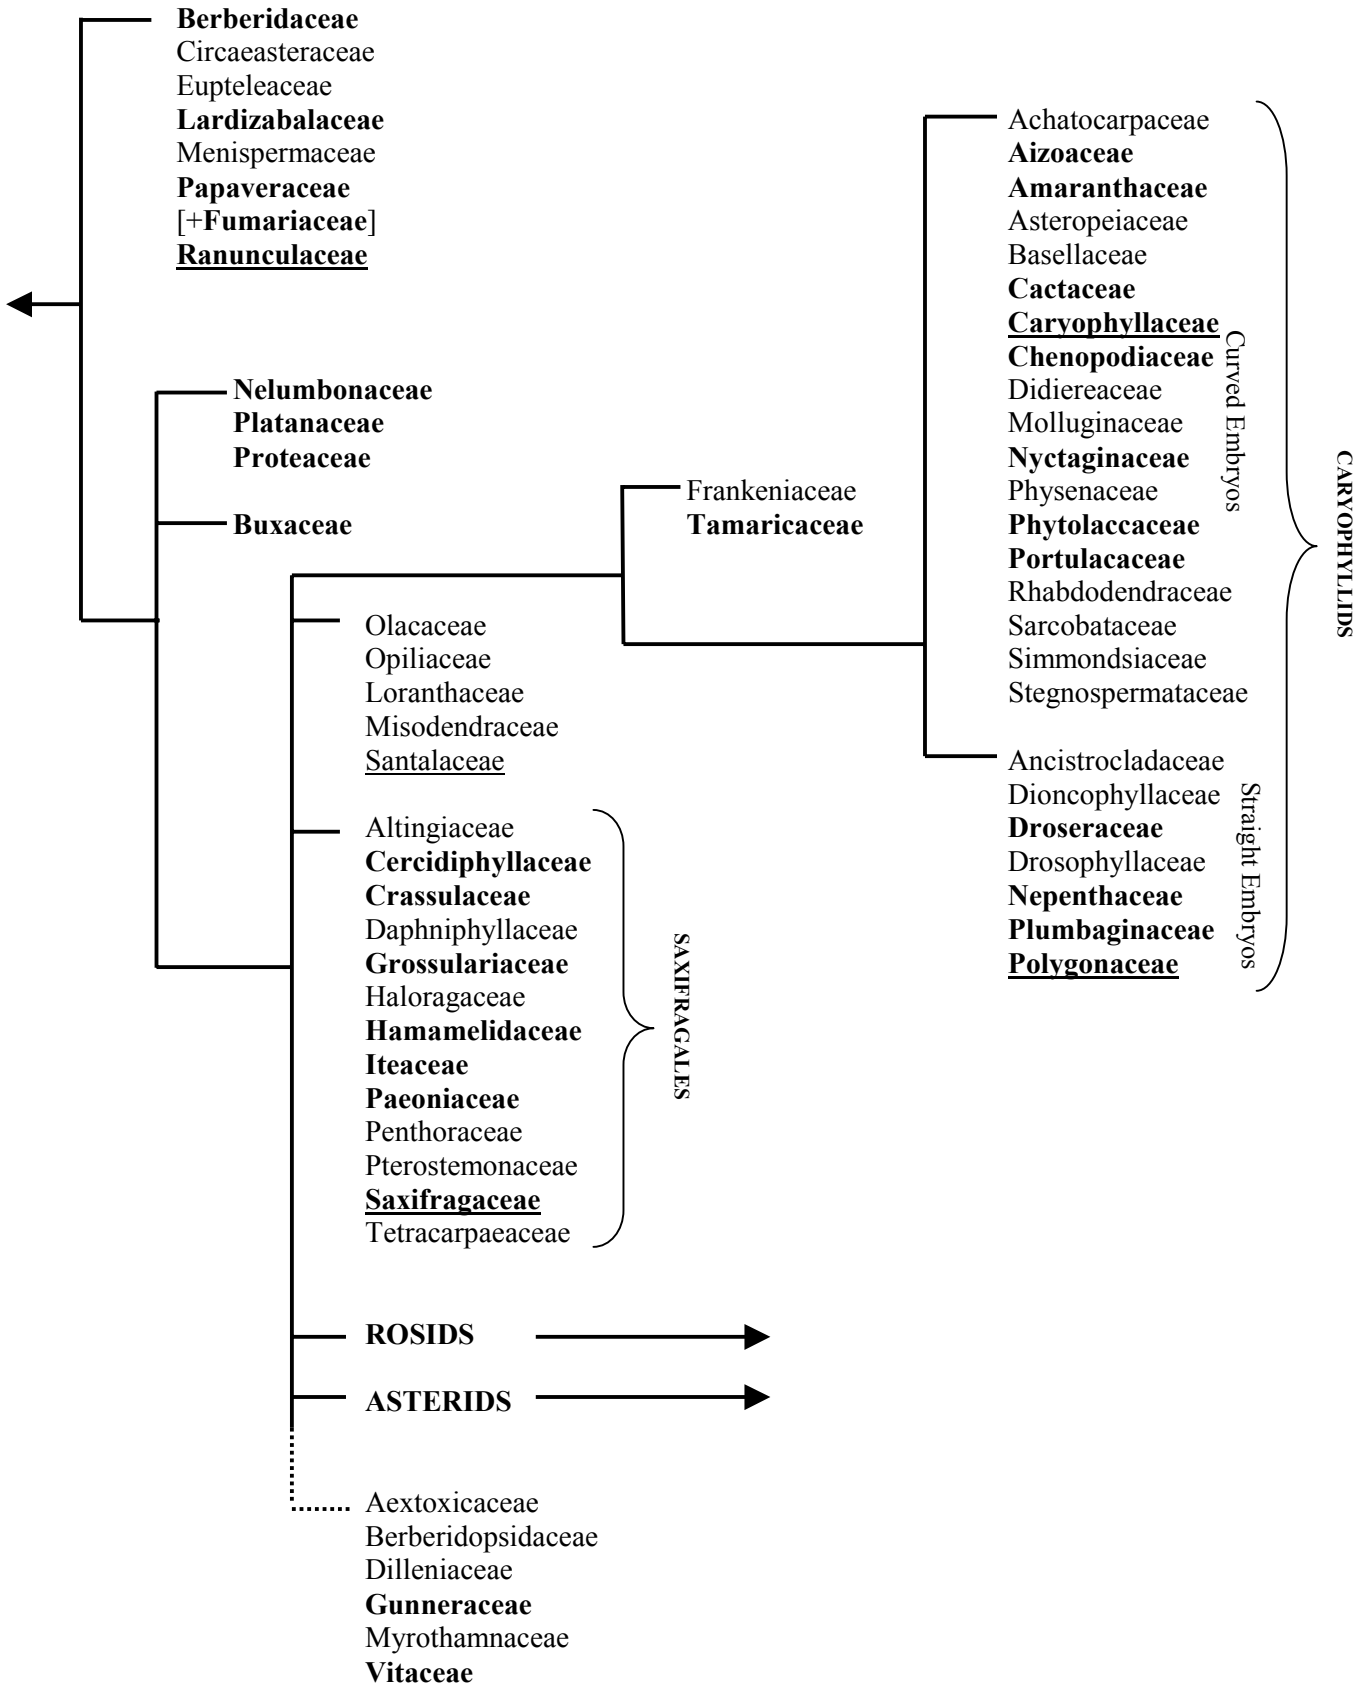 Berberidaceae
Circaeasteraceae
Eupteleaceae
Lardizabalaceae
Menispermaceae
Papaveraceae
[+Fumariaceae]
Ranunculaceae
Nelumbonaceae
Platanaceae
Proteaceae
Buxaceae
Frankeniaceae
Tamaricaceae
Achatocarpaceae
Aizoaceae
Amaranthaceae
Asteropeiaceae
Basellaceae
Cactaceae
Caryophyllaceae
Chenopodiaceae
Didiereaceae
Molluginaceae
Nyctaginaceae
Physenaceae
Phytolaccaceae
Portulacaceae
Rhabdodendraceae
Sarcobataceae
Simmondsiaceae
Stegnospermataceae
Curved Embryos
Ancistrocladaceae
Dioncophyllaceae
Droseraceae
Drosophyllaceae
Nepenthaceae
Plumbaginaceae
Polygonaceae
Straight Embryos
CARYOPHYLLIDS
Olacaceae
Opiliaceae
Loranthaceae
Misodendraceae
Santalaceae
Altingiaceae
Cercidiphyllaceae
Crassulaceae
Daphniphyllaceae
Grossulariaceae
Haloragaceae
Hamamelidaceae
Iteaceae
Paeoniaceae
Penthoraceae
Pterostemonaceae
Saxifragaceae
Tetracarpaeaceae
SAXIFRAGALES
ROSIDS
ASTERIDS
Aextoxicaceae
Berberidopsidaceae
Dilleniaceae
Gunneraceae
Myrothamnaceae
Vitaceae